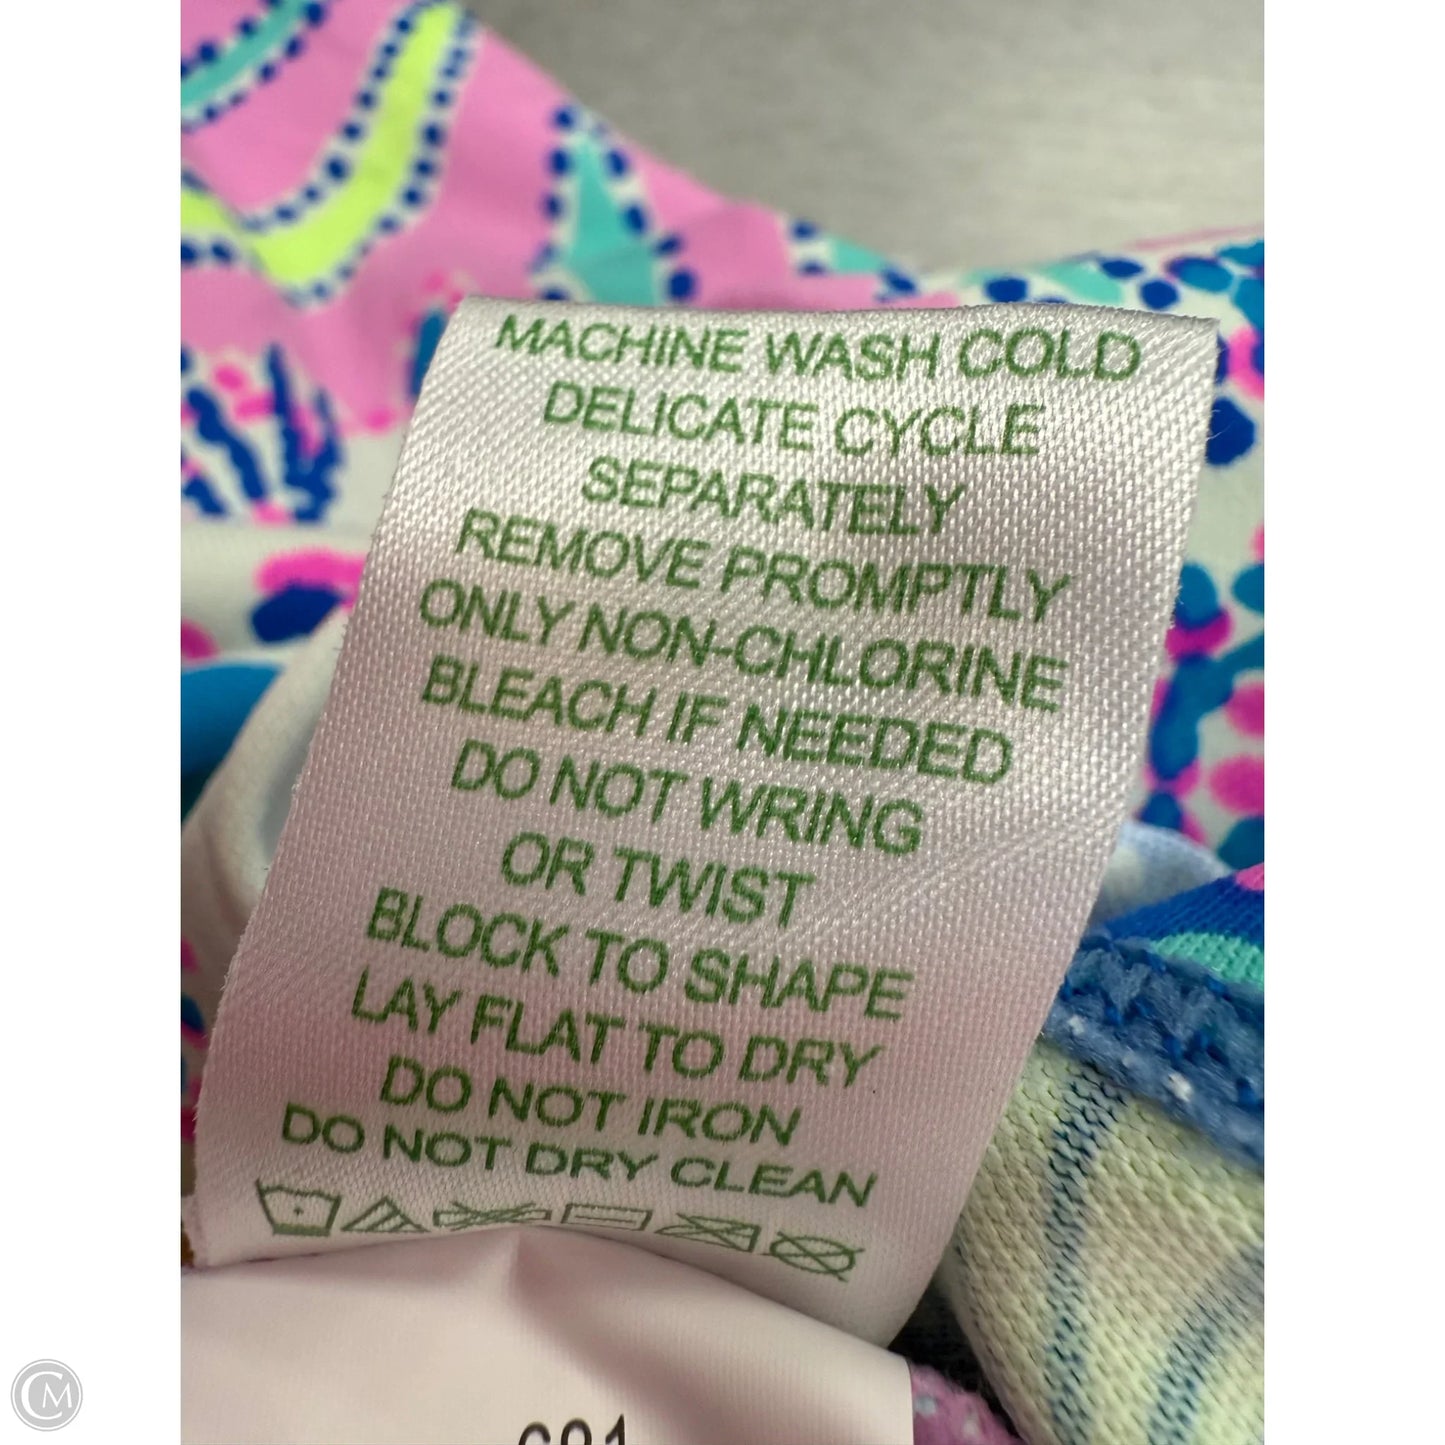 MACHINE WASH COLD
DELICATE CYCLE
SEPARATELY
REMOVE PROMPTLY
ONLY NON-CHLORINE
BLEACH IF NEEDED
DO NOT WRING
OR TWIST
BLOCK TO SHAPE
LAY FLAT TO DRY
DO NOT IRON
DO NOT DRY CLEAN
CM